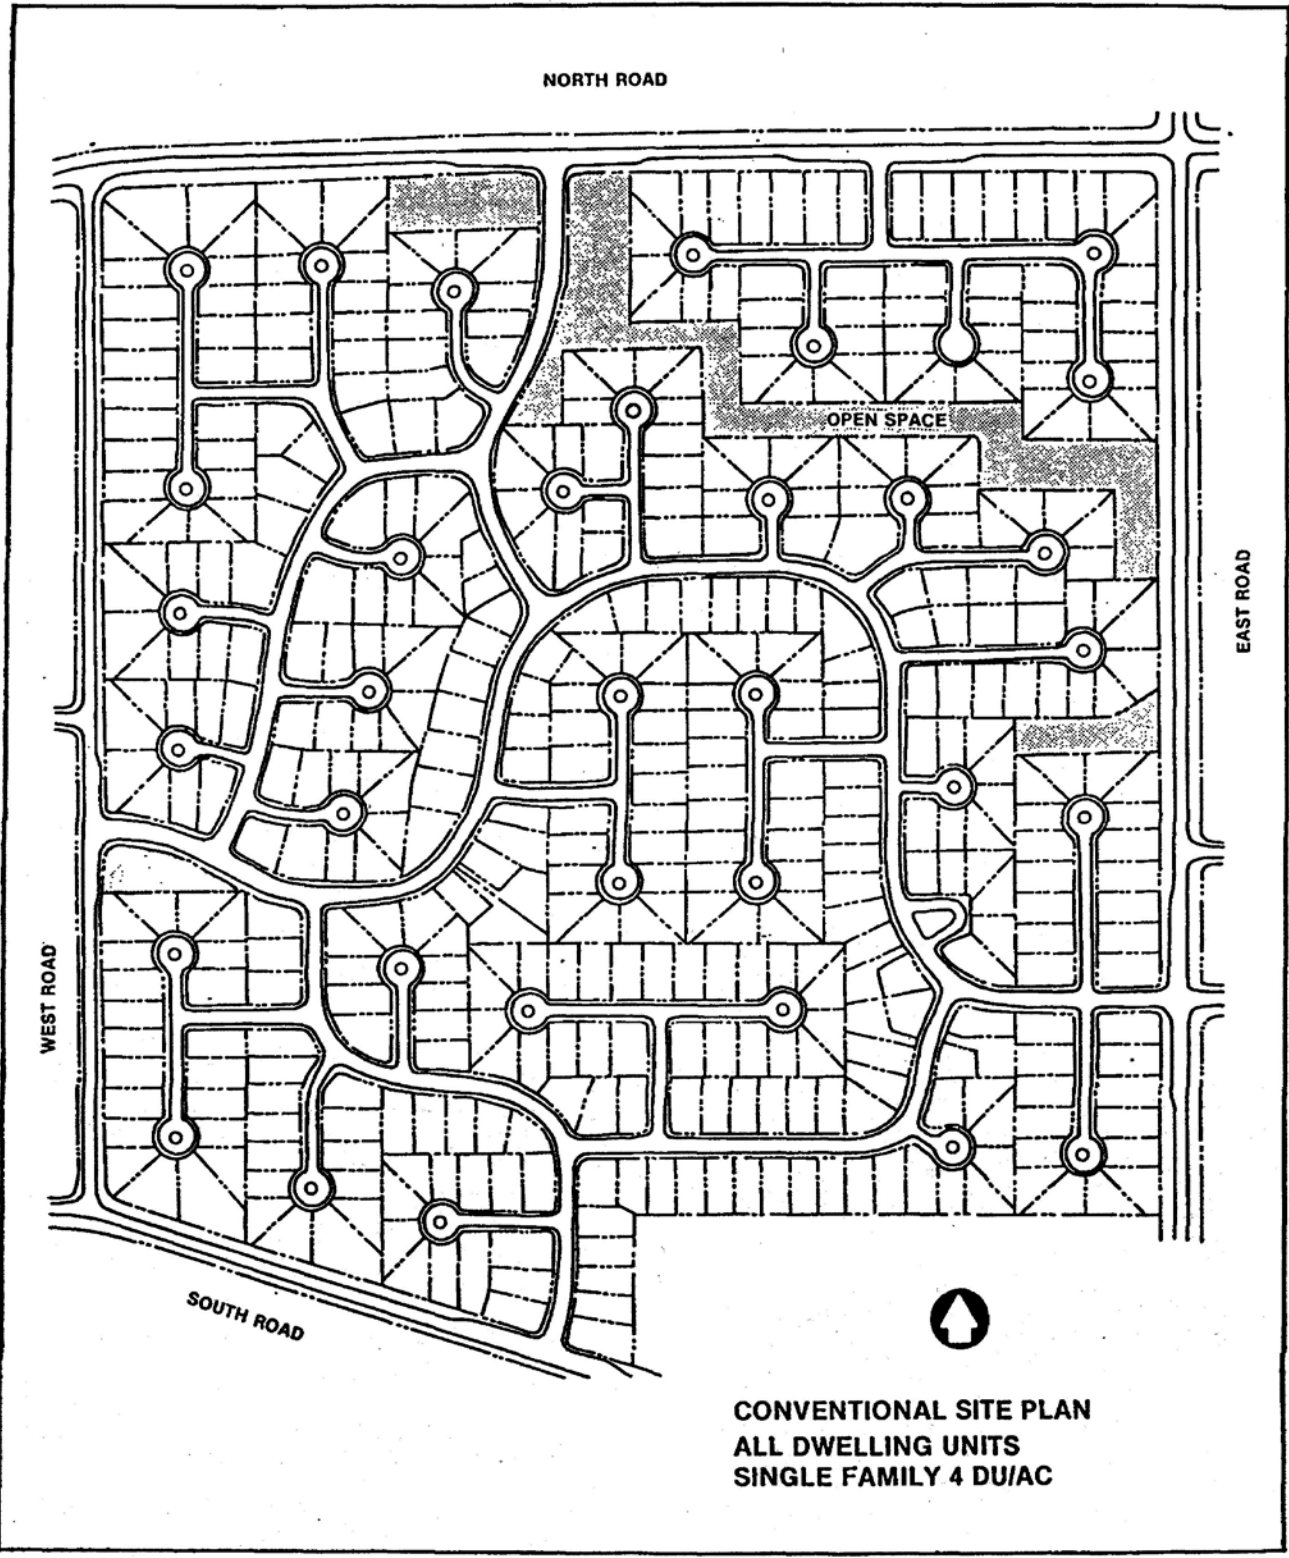 NORTH ROAD
OPEN SPACE
EAST ROAD
WEST ROAD
SOUTH ROAD
CONVENTIONAL SITE PLAN
ALL DWELLING UNITS
SINGLE FAMILY 4 DU/AC